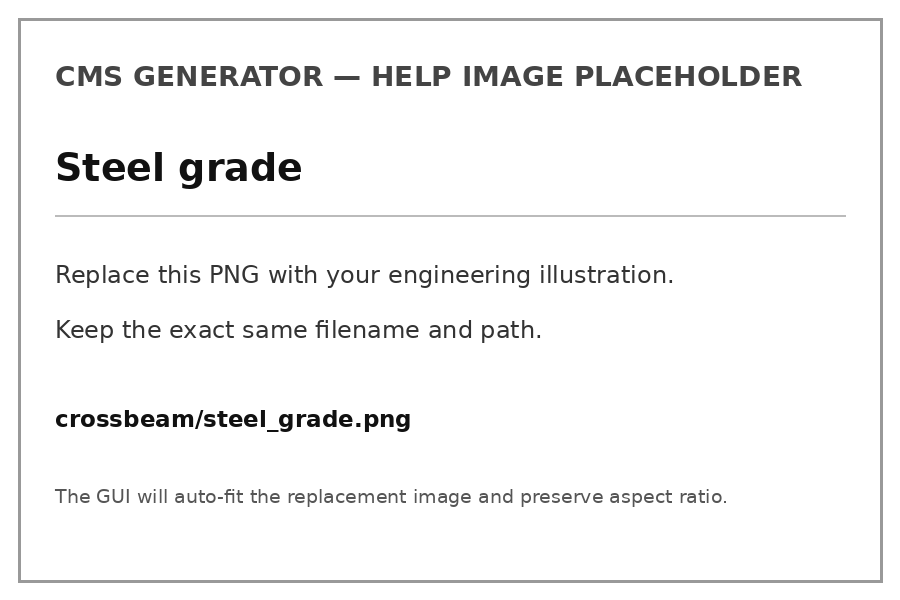 CMS GENERATOR — HELP IMAGE PLACEHOLDER
Steel grade
Replace this PNG with your engineering illustration.
Keep the exact same filename and path.
crossbeam/steel_grade.png
The GUI will auto-fit the replacement image and preserve aspect ratio.